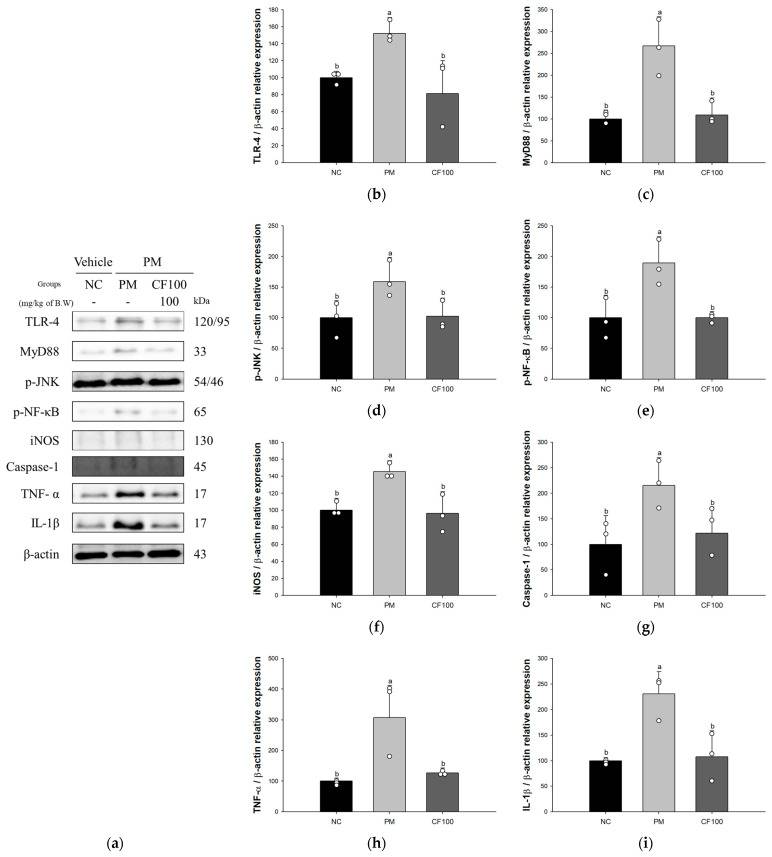 Vehicle PM
Groups NC PM CF100
(mg/kg of B.W) - - 100 kDa
TLR-4 120/95
MyD88 33
p-JNK 54/46
p-NF-κB 65
iNOS 130
Caspase-1 45
TNF- α 17
IL-1β 17
β-actin 43
(a)
TLR-4 / β-actin relative expression
180
160
140
120
100
80
60
40
20
0
b a b
NC PM CF100
(b)
MyD88 / β-actin relative expression
350
300
250
200
150
100
50
0
b a b
NC PM CF100
(c)
p-JNK / β-actin relative expression
250
200
150
100
50
0
b a b
NC PM CF100
(d)
p-NF-κB / β-actin relative expression
250
200
150
100
50
0
b a b
NC PM CF100
(e)
iNOS / β-actin relative expression
180
160
140
120
100
80
60
40
20
0
b a b
NC PM CF100
(f)
Caspase-1 / β-actin relative expression
300
250
200
150
100
50
0
b a b
NC PM CF100
(g)
TNF-α / β-actin relative expression
500
400
300
200
100
0
b a b
NC PM CF100
(h)
IL-1β / β-actin relative expression
300
250
200
150
100
50
0
b a b
NC PM CF100
(i)